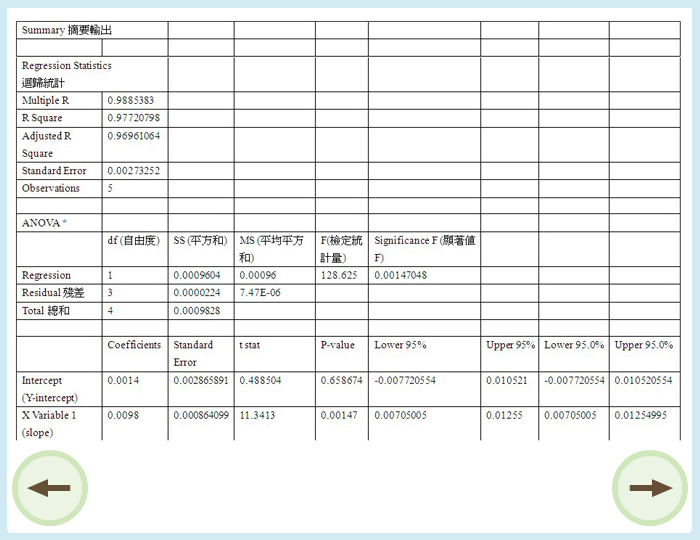 Summary 摘要輸出
Regression Statistics
迴歸統計
Multiple R 0.9885383
R Square 0.97720798
Adjusted R 0.96961064
Square
Standard Error 0.00273252
Observations 5
ANOVA *
df (自由度) SS (平方和) MS (平均平方 F(檢定統 Significance F (顯著值
和) 計量) F)
Regression 1 0.0009604 0.00096 128.625 0.00147048
Residual 殘差 3 0.0000224 7.47E-06
Total 總和 4 0.0009828
Coefficients Standard t stat P-value Lower 95% Upper 95% Lower 95.0% Upper 95.0%
Error
Intercept 0.0014 0.002865891 0.488504 0.658674 -0.007720554 0.010521 -0.007720554 0.010520554
(Y-intercept)
X Variable 1 0.0098 0.000864099 11.3413 0.00147 0.00705005 0.01255 0.00705005 0.01254995
(slope)